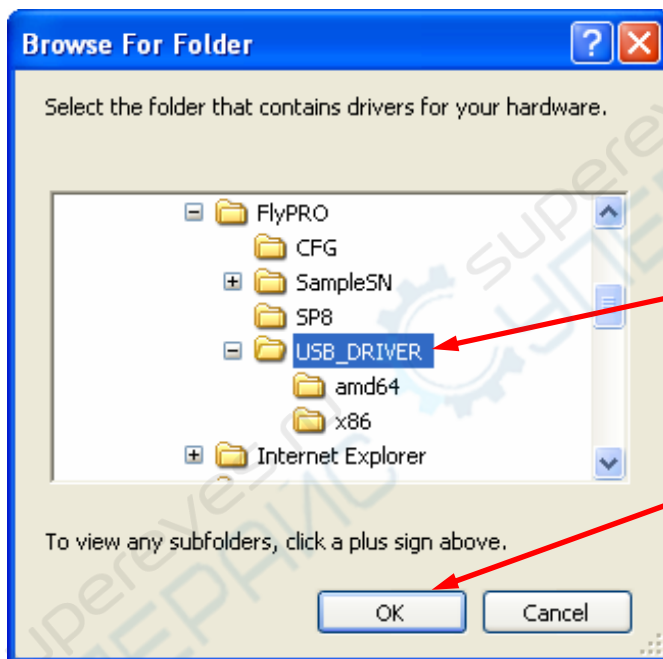 Browse For Folder
Select the folder that contains drivers for your hardware.
FlyPRO
CFG
SampleSN
SP8
USB_DRIVER
amd64
x86
Internet Explorer
To view any subfolders, click a plus sign above.
OK
Cancel